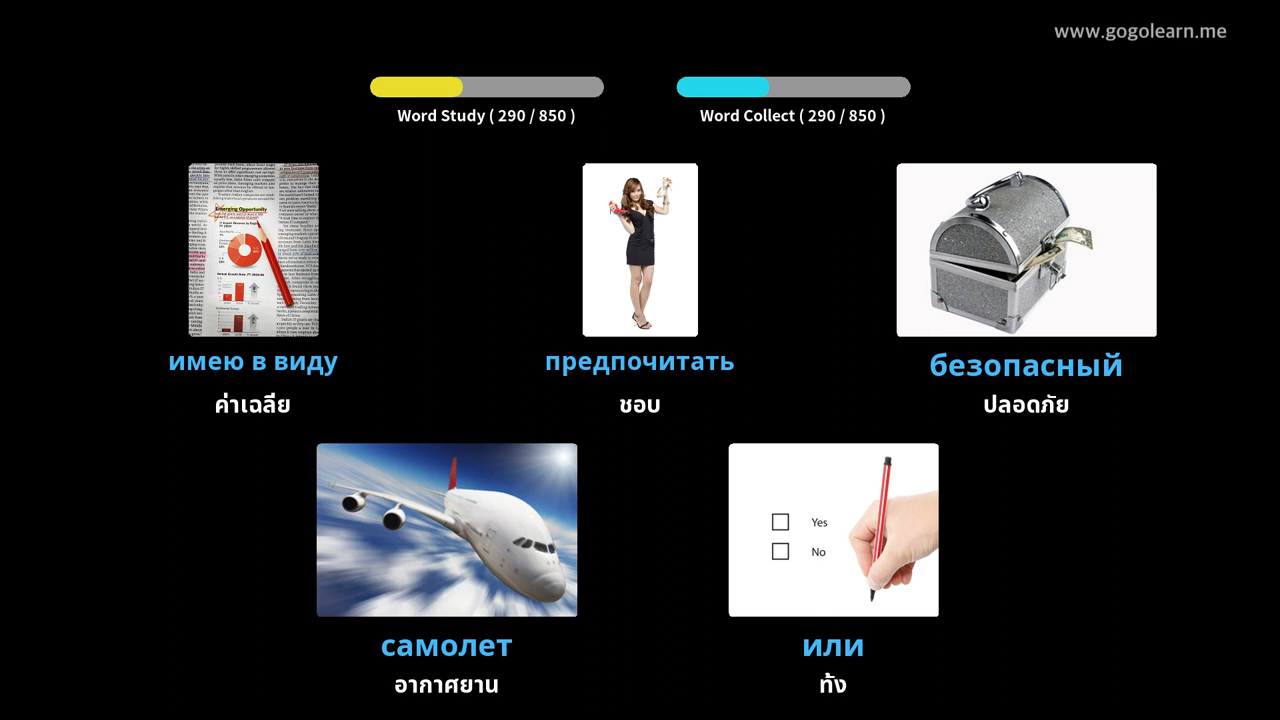 www.gogolearn.me
Word Study ( 290 / 850 )
Word Collect ( 290 / 850 )
Emerging Opportunity
имею в виду
предпочитать
безопасный
ค่าเฉลี่ย
ชอบ
ปลอดภัย
Yes
No
самолет
или
อากาศยาน
ทั้ง